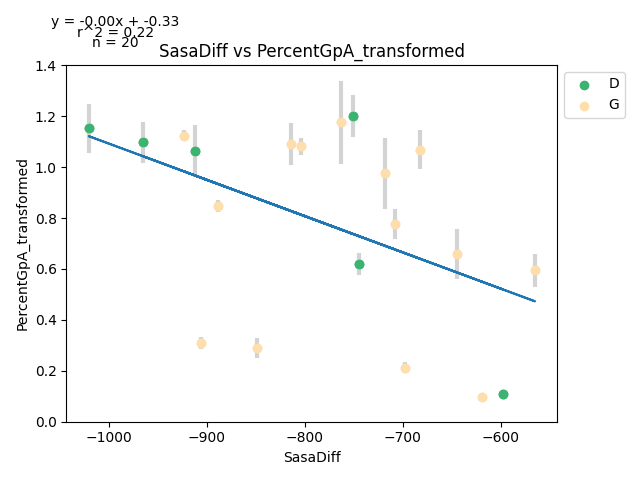 y = -0.00x + -0.33
r^2 = 0.22
n = 20
SasaDiff vs PercentGpA_transformed
D
G
PercentGpA_transformed
1.4
1.2
1.0
0.8
0.6
0.4
0.2
0.0
−1000 −900 −800 −700 −600
SasaDiff